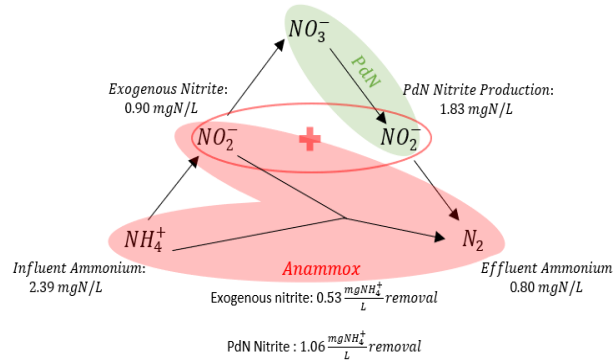 NO₃⁻
PdN
Exogenous Nitrite:
0.90 mgN/L
PdN Nitrite Production:
1.83 mgN/L
NO₂⁻
+
NO₂⁻
NH₄⁺
N₂
Influent Ammonium:
2.39 mgN/L
Anammox
Effluent Ammonium
0.80 mgN/L
Exogenous nitrite: 0.53 mgNH₄⁺/L removal
PdN Nitrite : 1.06 mgNH₄⁺/L removal